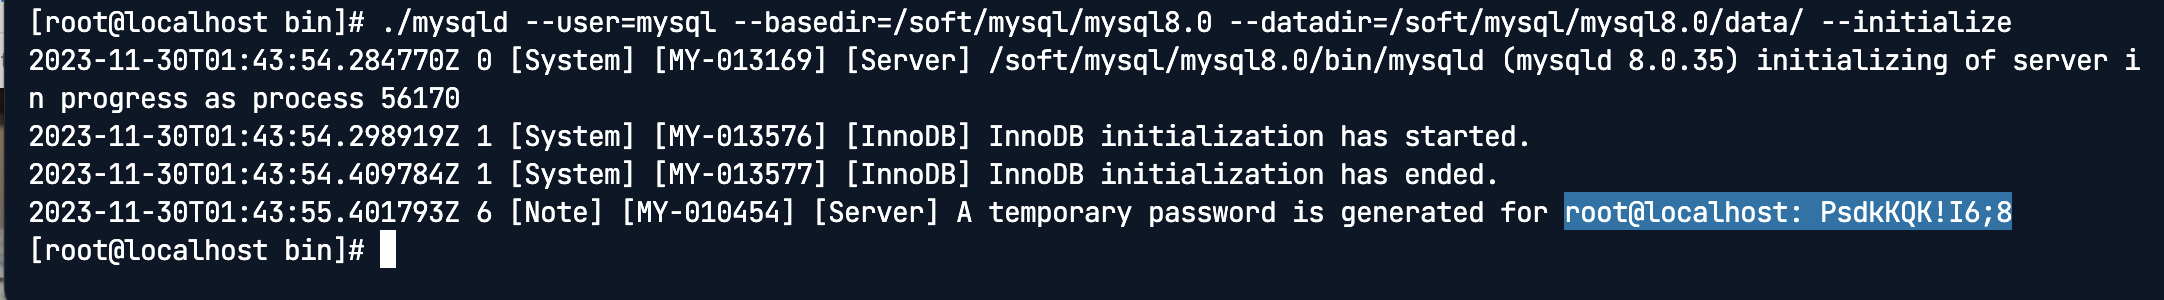 [root@localhost bin]# ./mysqld --user=mysql --basedir=/soft/mysql/mysql8.0 --datadir=/soft/mysql/mysql8.0/data/ --initialize
2023-11-30T01:43:54.284770Z 0 [System] [MY-013169] [Server] /soft/mysql/mysql8.0/bin/mysqld (mysqld 8.0.35) initializing of server i
n progress as process 56170
2023-11-30T01:43:54.298919Z 1 [System] [MY-013576] [InnoDB] InnoDB initialization has started.
2023-11-30T01:43:54.409784Z 1 [System] [MY-013577] [InnoDB] InnoDB initialization has ended.
2023-11-30T01:43:55.401793Z 6 [Note] [MY-010454] [Server] A temporary password is generated for root@localhost: PsdkKQK!I6;8
[root@localhost bin]#